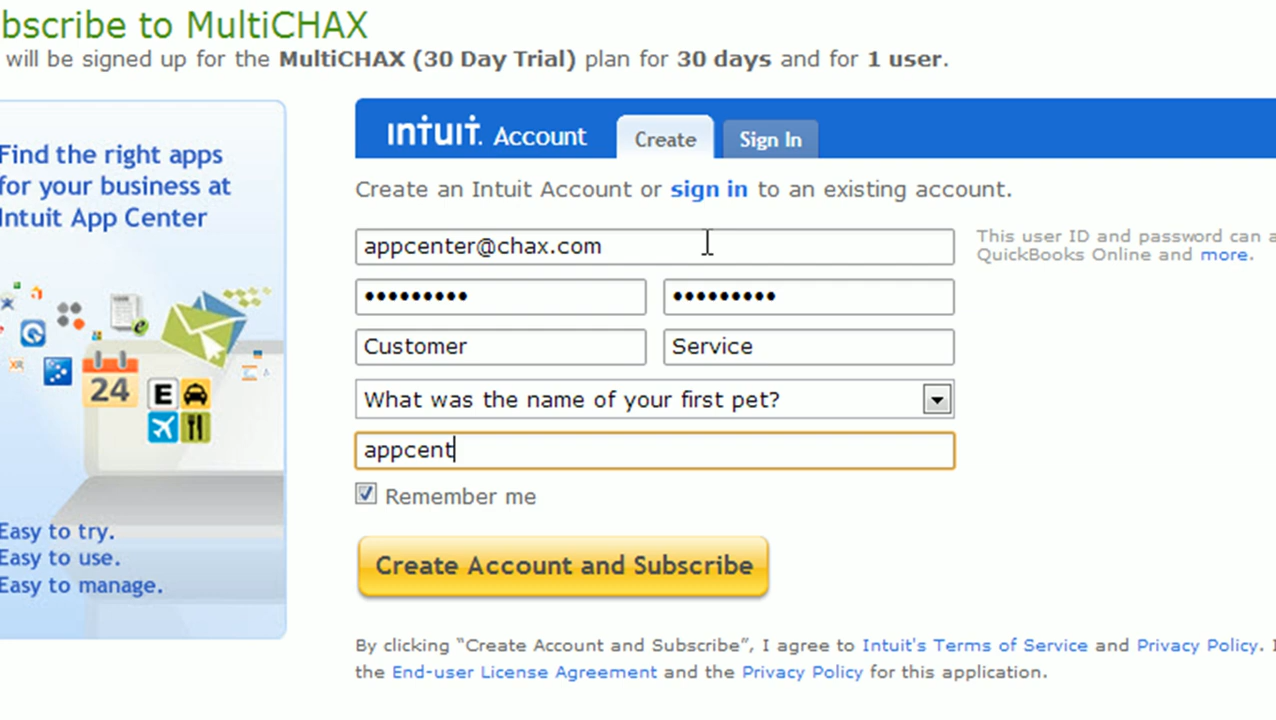 bscribe to MultiCHAX
will be signed up for the MultiCHAX (30 Day Trial) plan for 30 days and for 1 user.
Find the right apps
for your business at
Intuit App Center
24
E
Easy to try.
Easy to use.
Easy to manage.
INTUIT. Account
Create
Sign In
Create an Intuit Account or sign in to an existing account.
appcenter@chax.com
This user ID and password can a
QuickBooks Online and more.
•••••••••
•••••••••
Customer
Service
What was the name of your first pet?
appcent
Remember me
Create Account and Subscribe
By clicking “Create Account and Subscribe”, I agree to Intuit's Terms of Service and Privacy Policy. I
the End-user License Agreement and the Privacy Policy for this application.